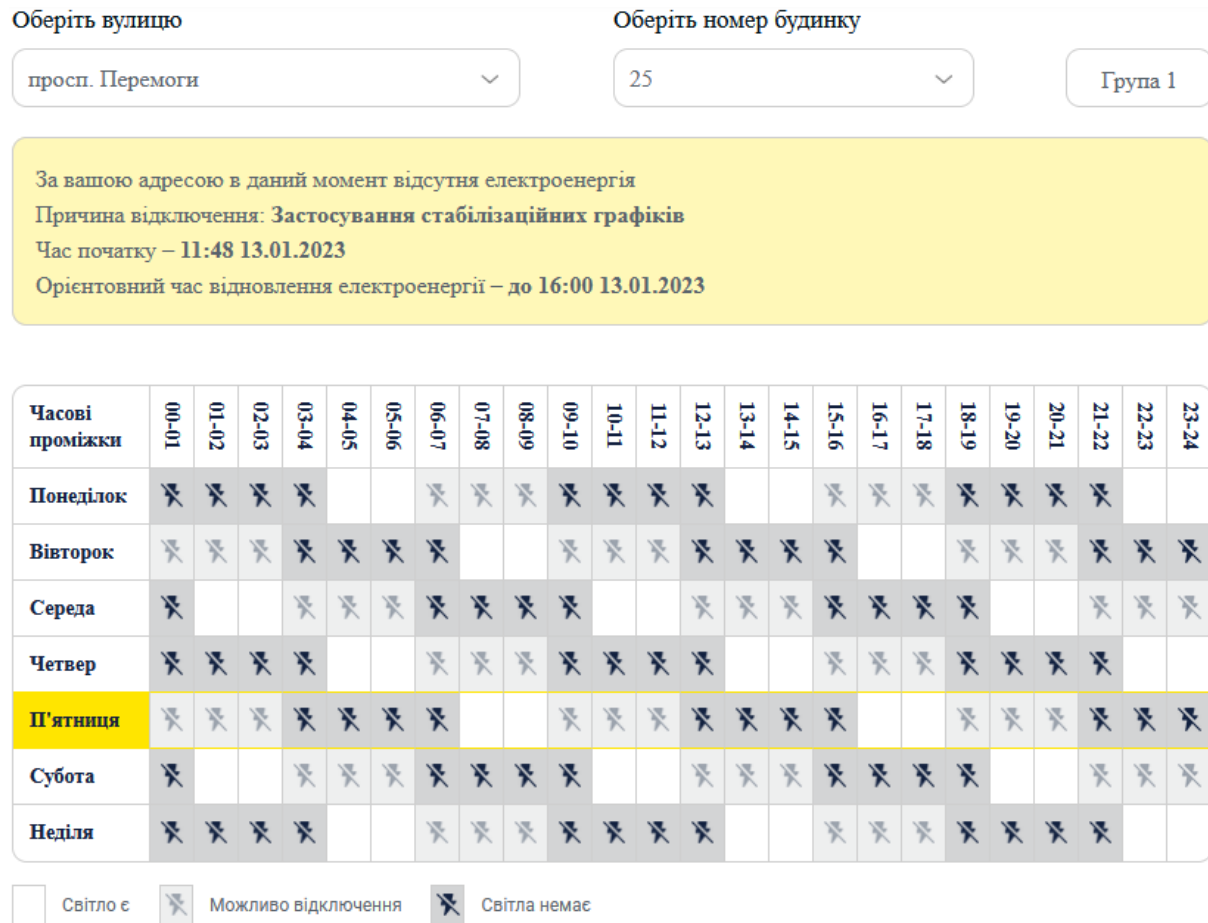 Оберіть вулицю
Оберіть номер будинку
просп. Перемоги
25
Група 1
За вашою адресою в даний момент відсутня електроенергія
Причина відключення: Застосування стабілізаційних графіків
Час початку – 11:48 13.01.2023
Орієнтовний час відновлення електроенергії – до 16:00 13.01.2023
Часові проміжки 00-01 01-02 02-03 03-04 04-05 05-06 06-07 07-08 08-09 09-10 10-11 11-12 12-13 13-14 14-15 15-16 16-17 17-18 18-19 19-20 20-21 21-22 22-23 23-24
Понеділок
Вівторок
Середа
Четвер
П'ятниця
Субота
Неділя
Світло є
Можливо відключення
Світла немає